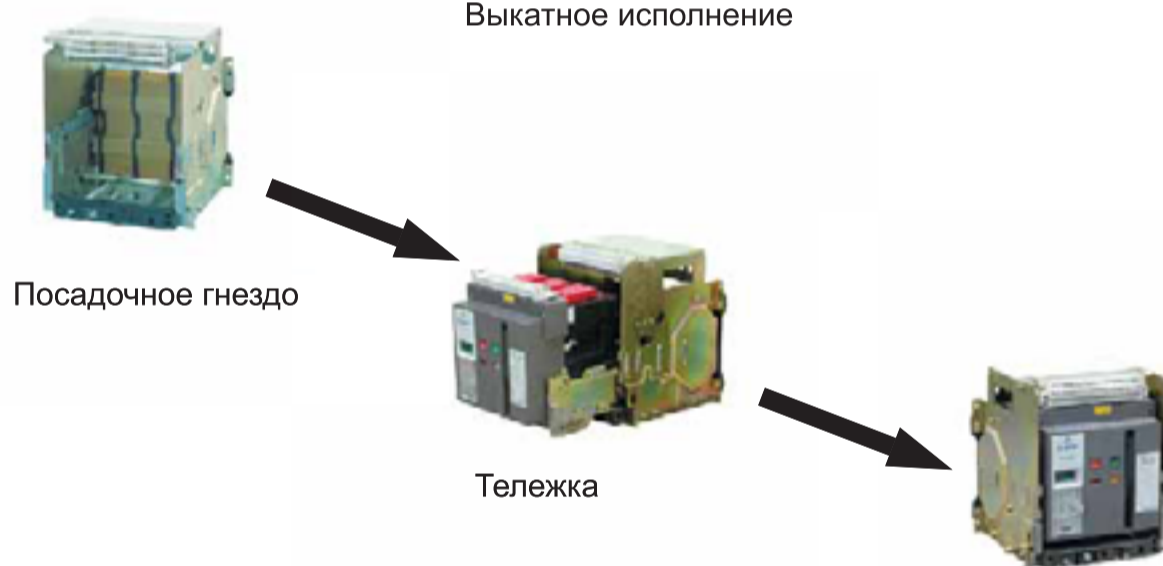 Выкатное исполнение
Посадочное гнездо
Тележка